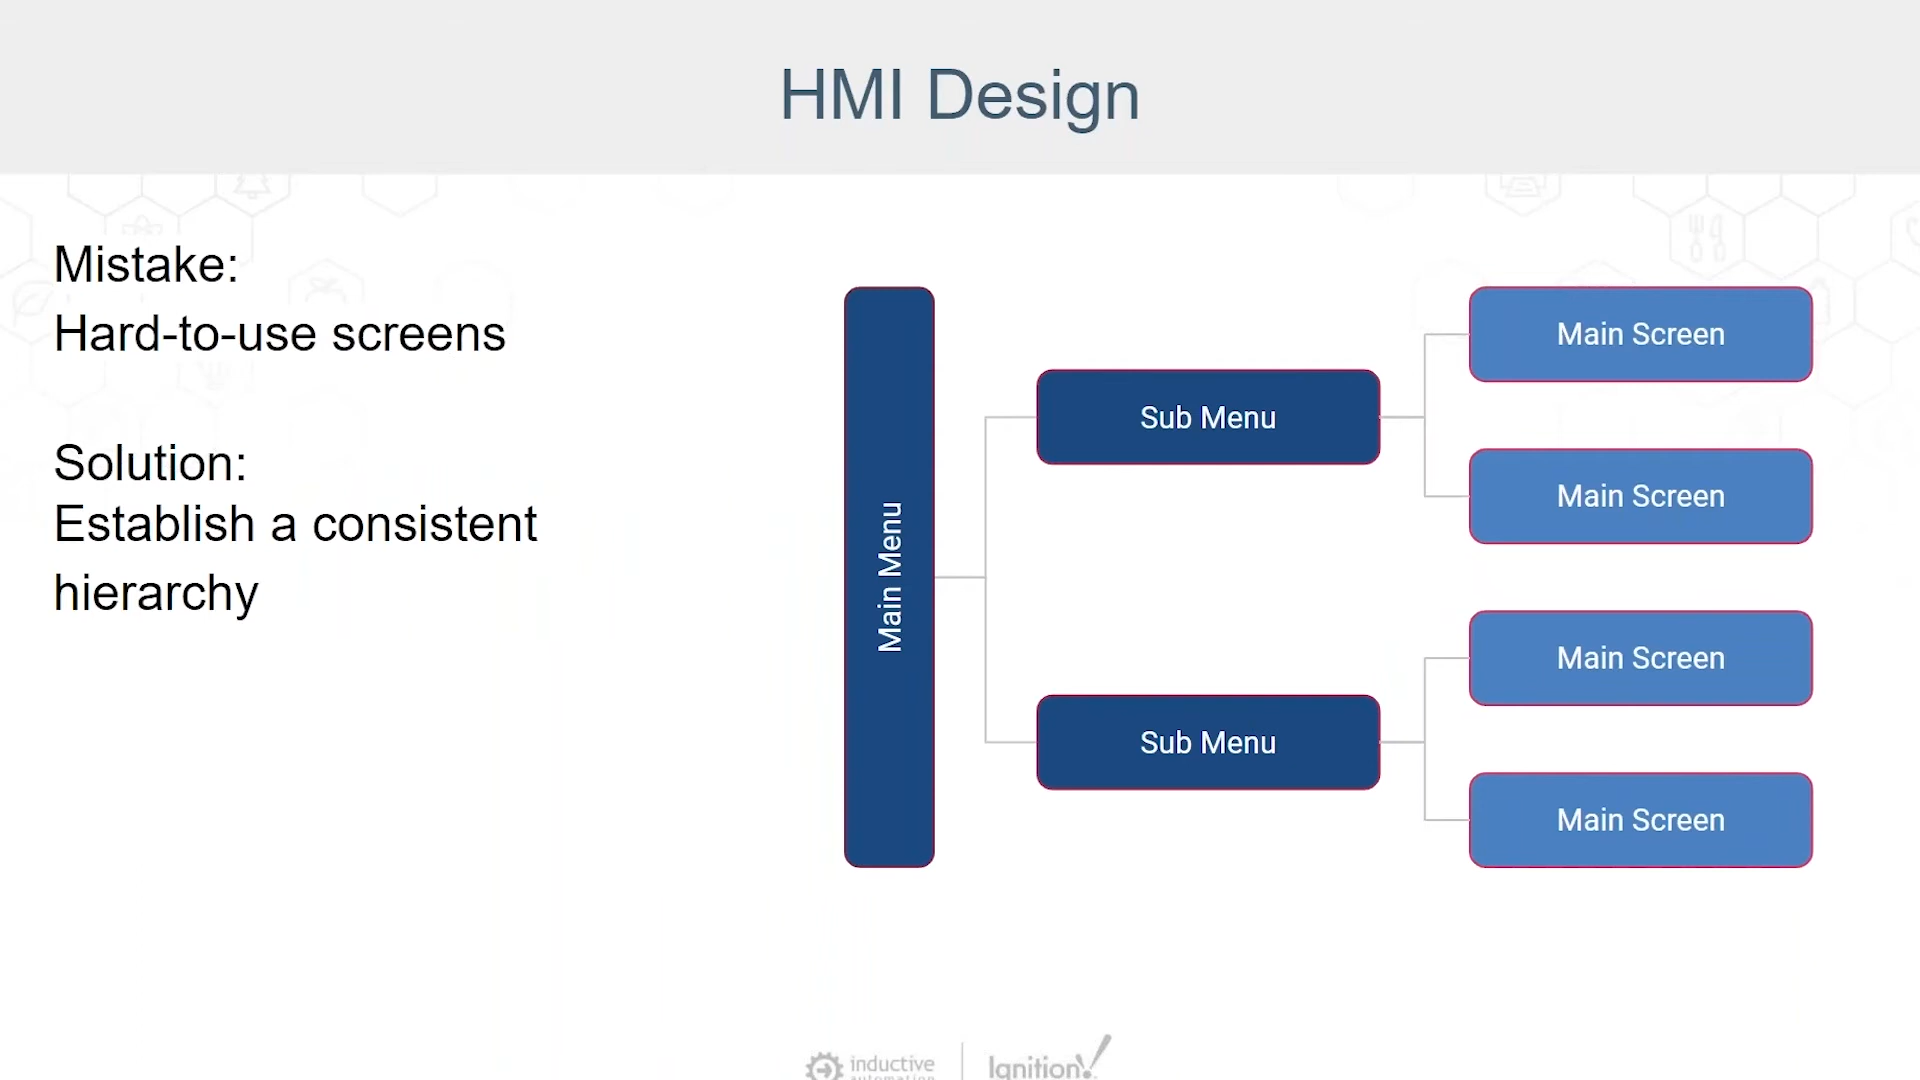 HMI Design
Mistake:
Hard-to-use screens
Solution:
Establish a consistent
hierarchy
Main Menu
Sub Menu
Sub Menu
Main Screen
Main Screen
Main Screen
Main Screen
inductive
automation
Ignition!